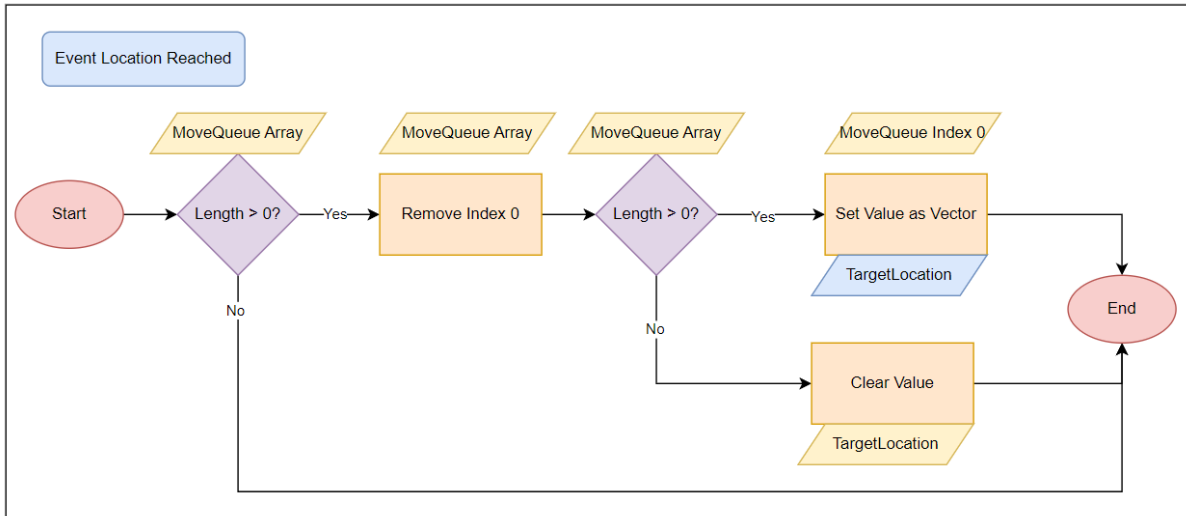 Event Location Reached
MoveQueue Array
MoveQueue Array
MoveQueue Array
MoveQueue Index 0
Start
Length > 0?
Yes
Remove Index 0
Length > 0?
Yes
Set Value as Vector
TargetLocation
No
End
No
Clear Value
TargetLocation